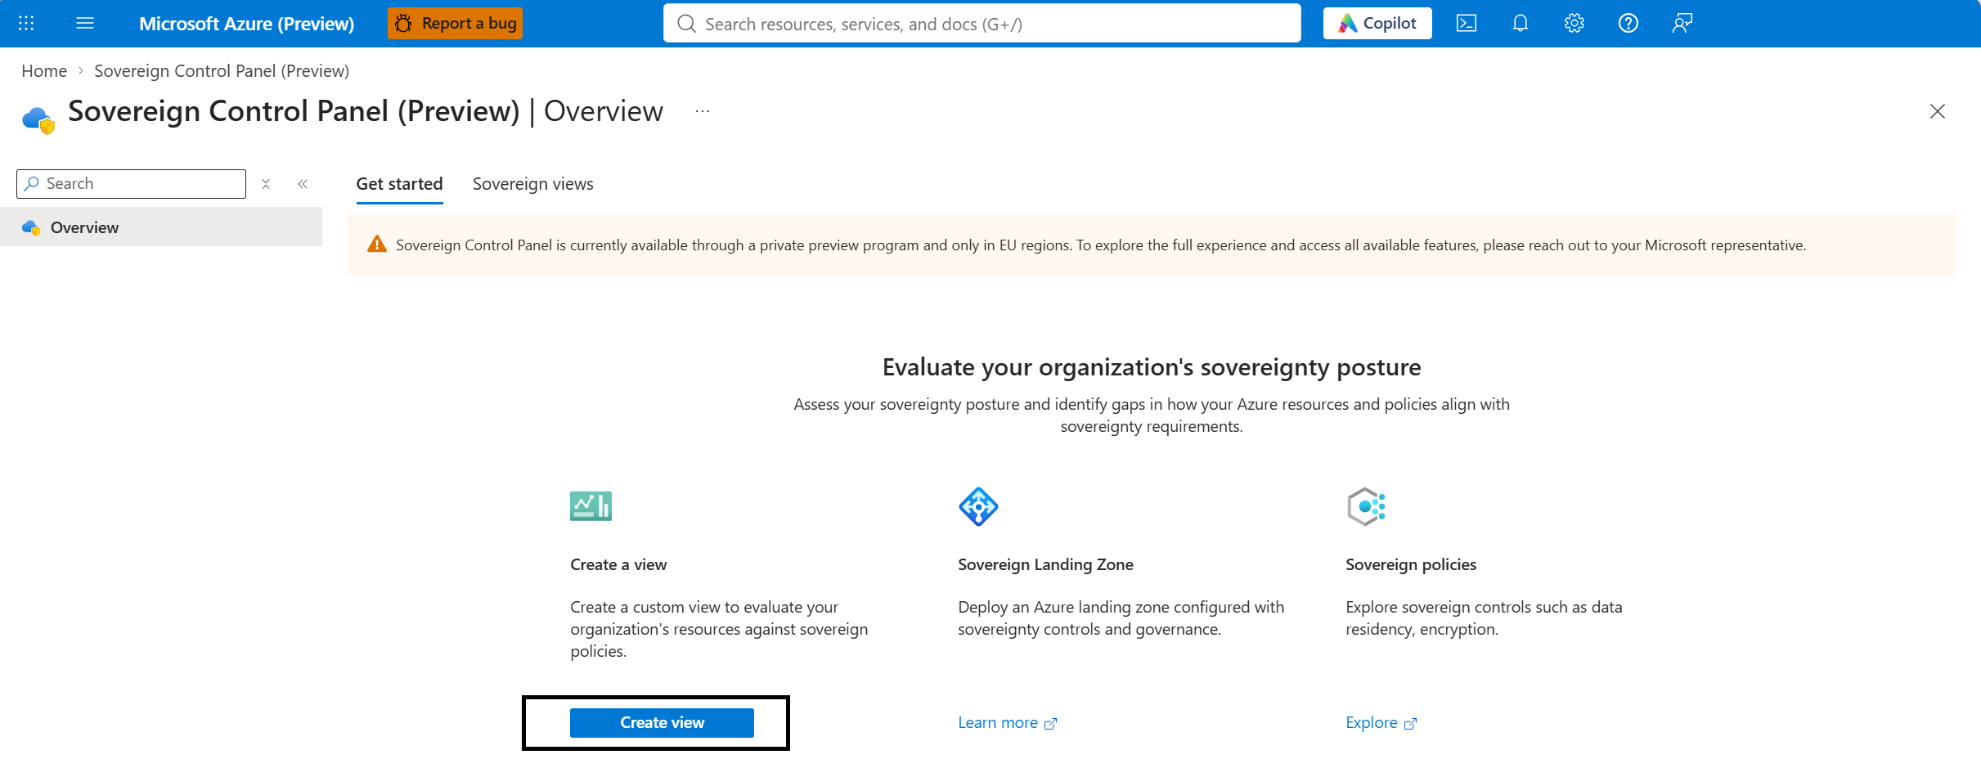 Microsoft Azure (Preview)
Report a bug
Search resources, services, and docs (G+/)
Copilot
Home > Sovereign Control Panel (Preview)
Sovereign Control Panel (Preview) | Overview ...
Search
Overview
Get started
Sovereign views
Sovereign Control Panel is currently available through a private preview program and only in EU regions. To explore the full experience and access all available features, please reach out to your Microsoft representative.
Evaluate your organization's sovereignty posture
Assess your sovereignty posture and identify gaps in how your Azure resources and policies align with
sovereignty requirements.
Create a view
Create a custom view to evaluate your
organization's resources against sovereign
policies.
Create view
Sovereign Landing Zone
Deploy an Azure landing zone configured with
sovereignty controls and governance.
Learn more
Sovereign policies
Explore sovereign controls such as data
residency, encryption.
Explore